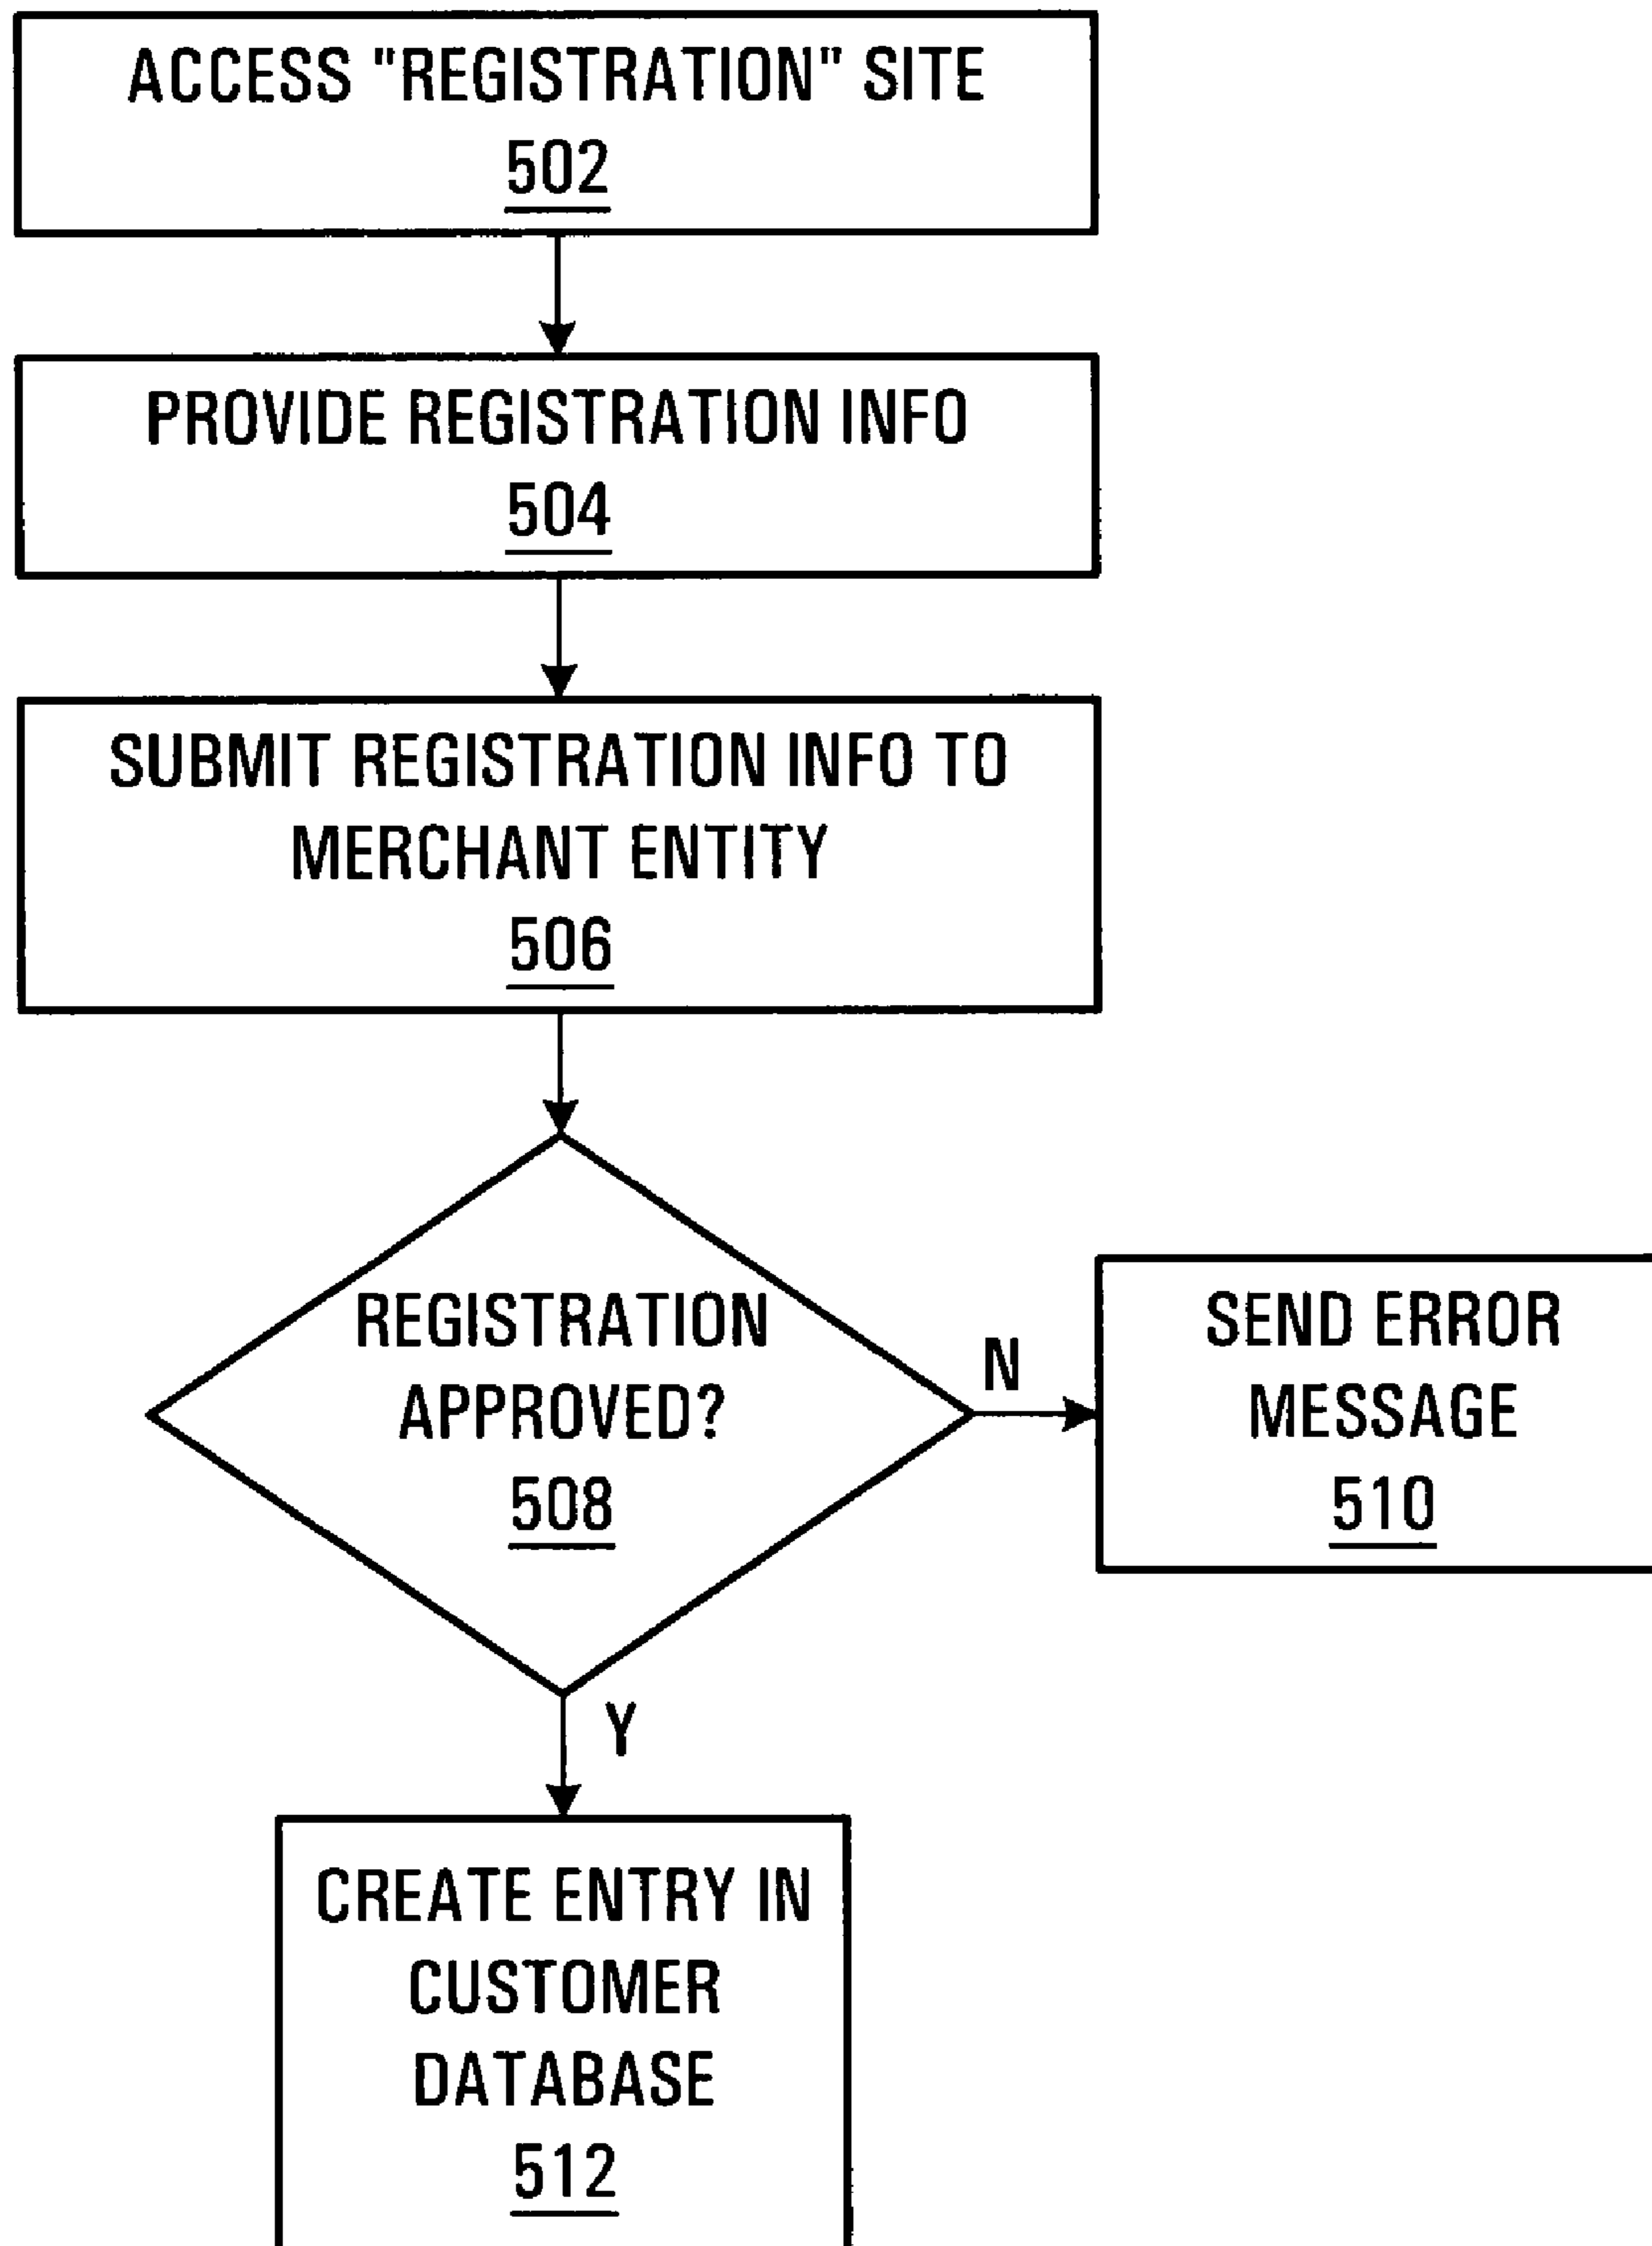 ACCESS "REGISTRATION" SITE
502
PROVIDE REGISTRATION INFO
504
SUBMIT REGISTRATION INFO TO
MERCHANT ENTITY
506
REGISTRATION
APPROVED?
508
N
SEND ERROR
MESSAGE
510
Y
CREATE ENTRY IN
CUSTOMER
DATABASE
512